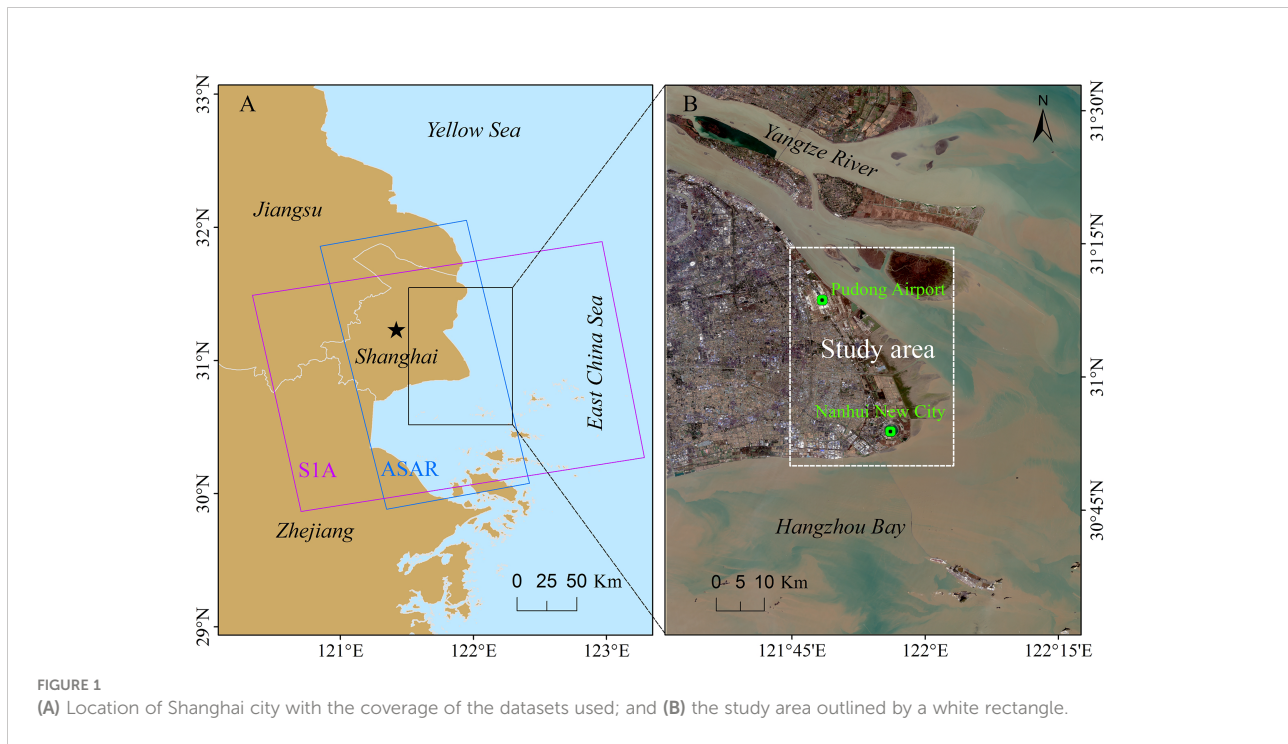 A
Yellow Sea
Jiangsu
Shanghai
East China Sea
S1A
ASAR
Zhejiang
0 25 50 Km
33°N
32°N
31°N
30°N
29°N
121°E
122°E
123°E
B
N
Yangtze River
Pudong Airport
Study area
Nanhui New City
Hangzhou Bay
0 5 10 Km
31°30'N
31°15'N
31°N
30°45'N
121°45'E
122°E
122°15'E
FIGURE 1
(A) Location of Shanghai city with the coverage of the datasets used; and (B) the study area outlined by a white rectangle.